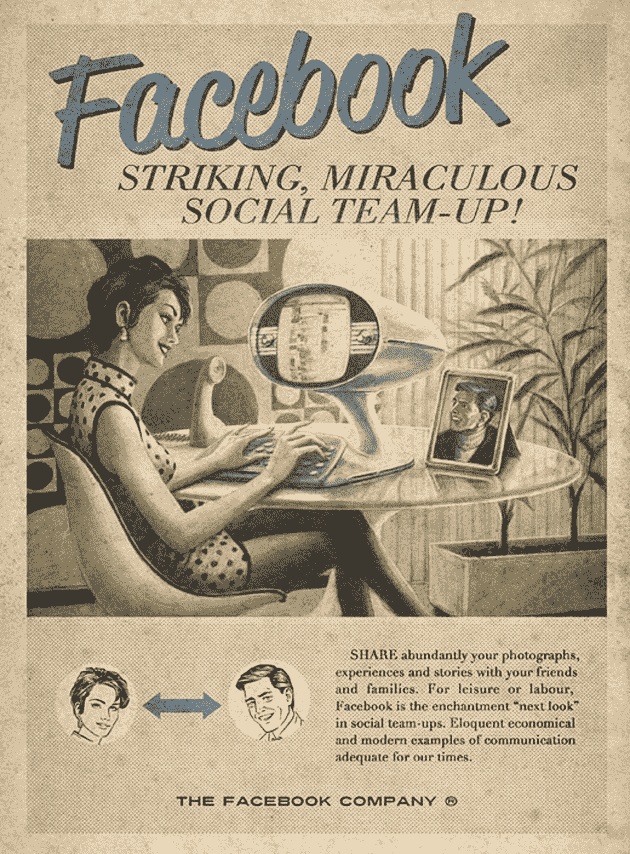 Facebook
STRIKING, MIRACULOUS
SOCIAL TEAM-UP!
SHARE abundantly your photographs,
experiences and stories with your friends
and families. For leisure or labour,
Facebook is the enchantment “next look”
in social team-ups. Eloquent economical
and modern examples of communication
adequate for our times.
THE FACEBOOK COMPANY ®